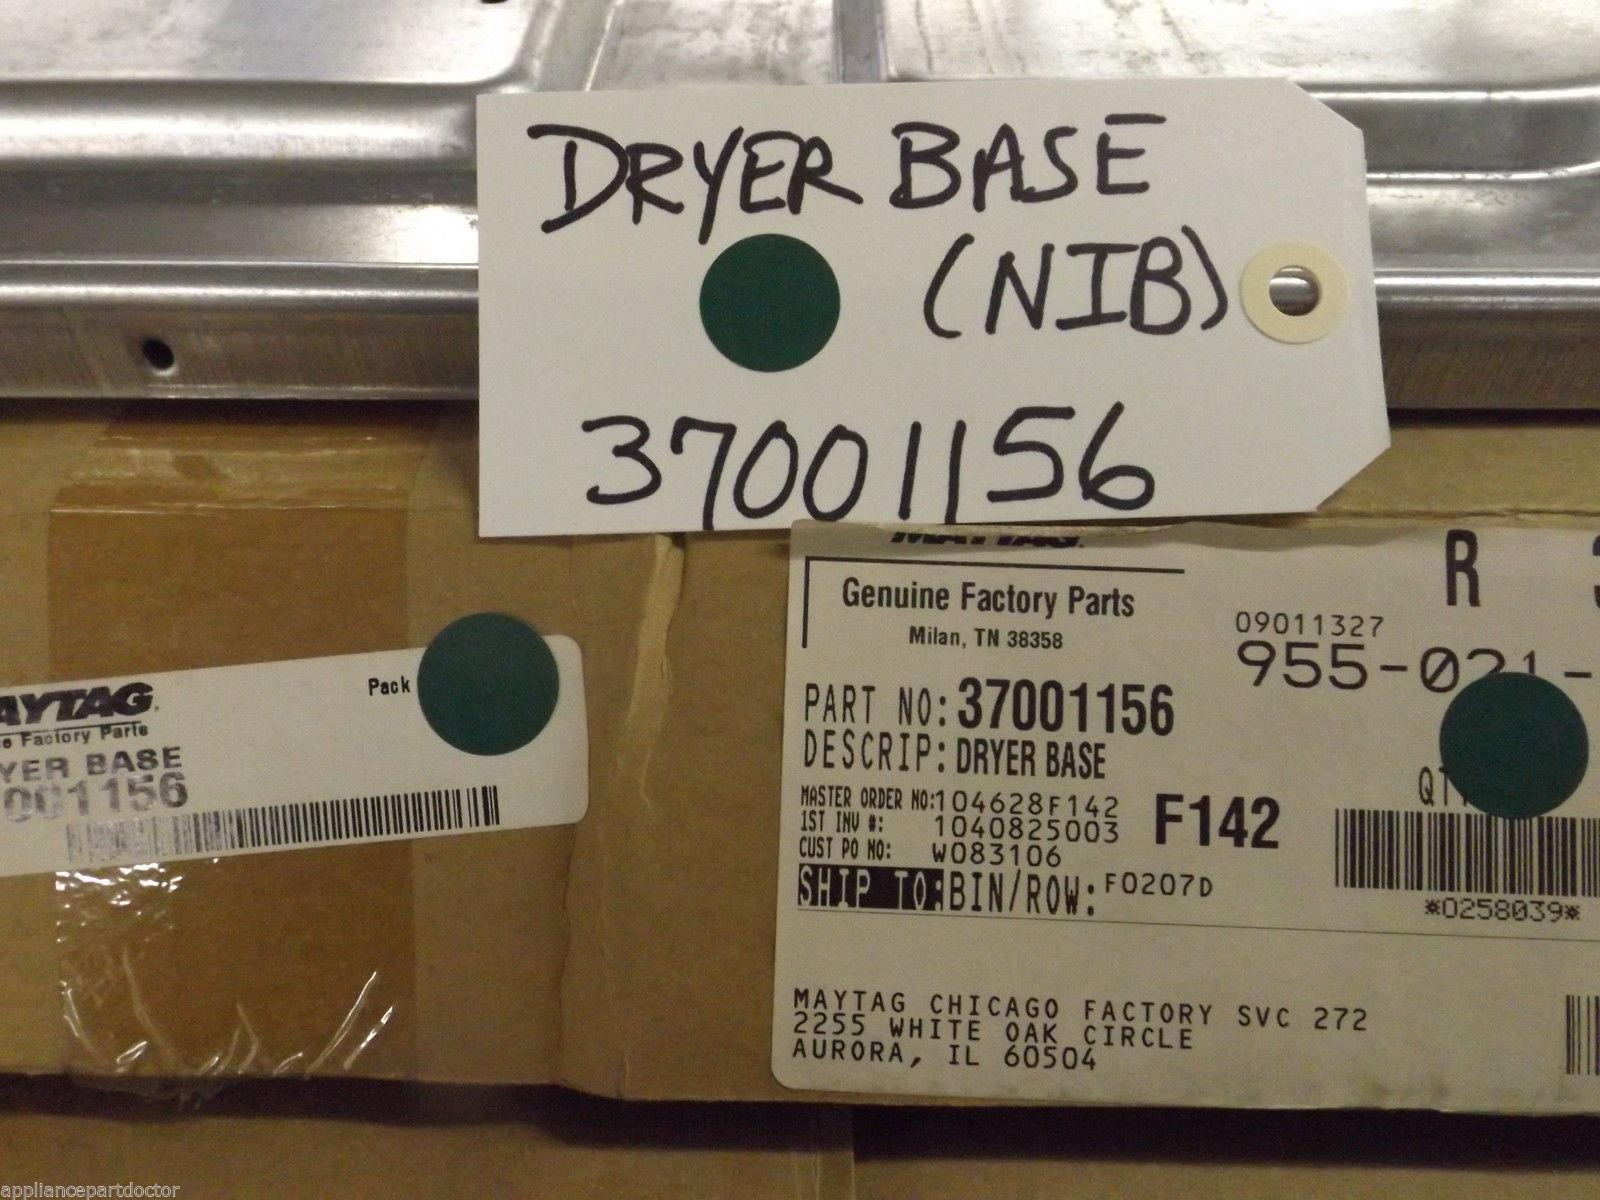 DRYER BASE
(NIB)
37001156
MAYTAG.
Genuine Factory Parts
Milan, TN 38358
R
09011327
955-021-
PART NO: 37001156
DESCRIP: DRYER BASE
MASTER ORDER NO: 104628F142
1ST INV #: 1040825003
F142
CUST PO NO: W083106
SHIP TO: BIN/ROW: F0207D
*0258039*
MAYTAG CHICAGO FACTORY SVC 272
2255 WHITE OAK CIRCLE
AURORA, IL 60504
AYTAG.
Pack
e Factory Parts
YER BASE
001156
appliancepartdoctor